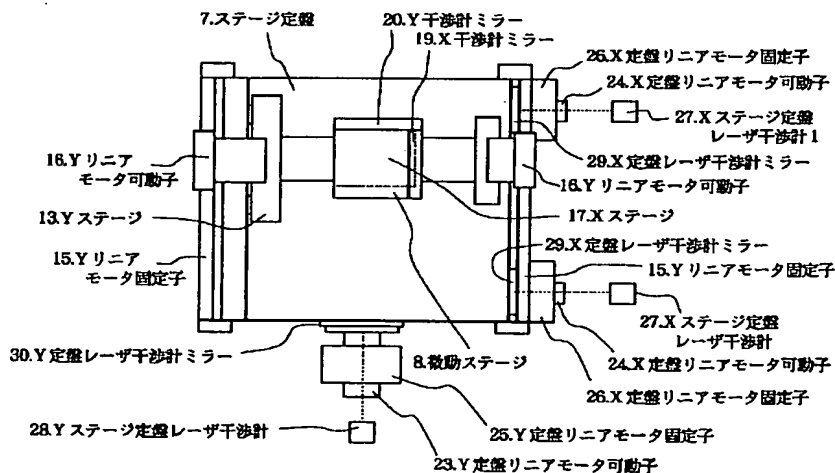 7.ステージ定盤
20.Y干渉計ミラー
19.X干渉計ミラー
26.X定盤リニアモータ固定子
24.X定盤リニアモータ可動子
27.Xステージ定盤
レーザ干渉計1
29.X定盤レーザ干渉計ミラー
16.Yリニア
モータ可動子
16.Yリニアモータ可動子
13.Yステージ
17.Xステージ
29.X定盤レーザ干渉計ミラー
15.Yリニア
モータ固定子
15.Yリニアモータ固定子
27.Xステージ定盤
レーザ干渉計
30.Y定盤レーザ干渉計ミラー
8.微動ステージ
24.X定盤リニアモータ可動子
26.X定盤リニアモータ固定子
25.Y定盤リニアモータ固定子
28.Yステージ定盤レーザ干渉計
23.Y定盤リニアモータ可動子